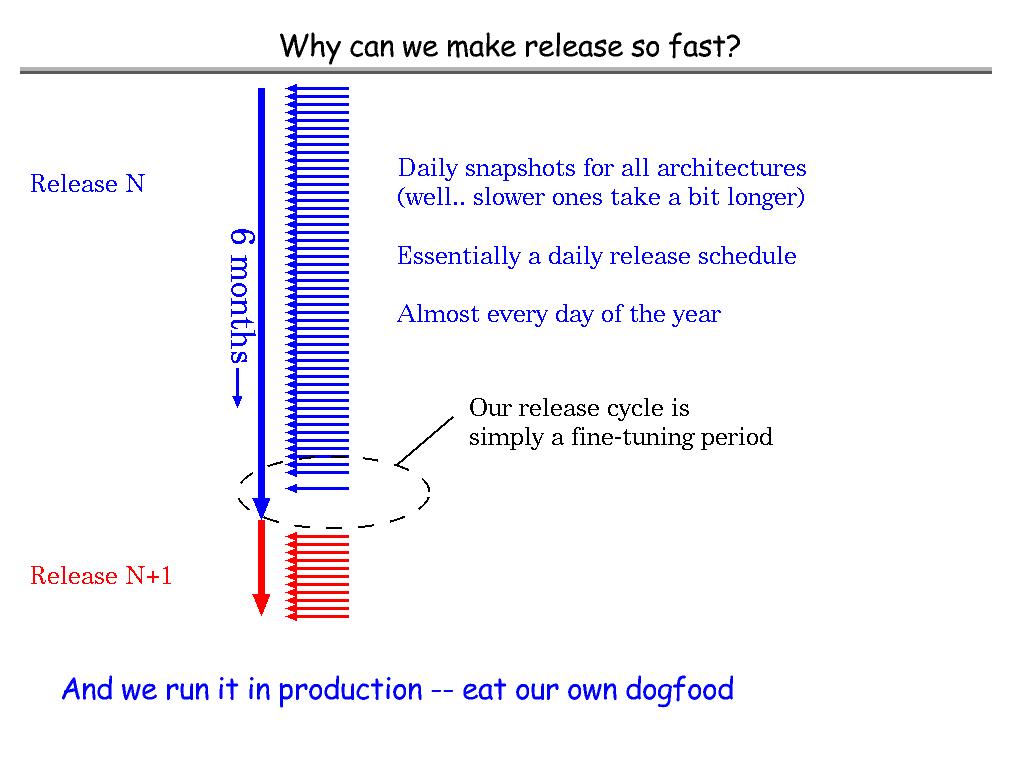 Why can we make release so fast?
Release N
Daily snapshots for all architectures
(well.. slower ones take a bit longer)
6 months
Essentially a daily release schedule
Almost every day of the year
Our release cycle is
simply a fine-tuning period
Release N+1
And we run it in production -- eat our own dogfood